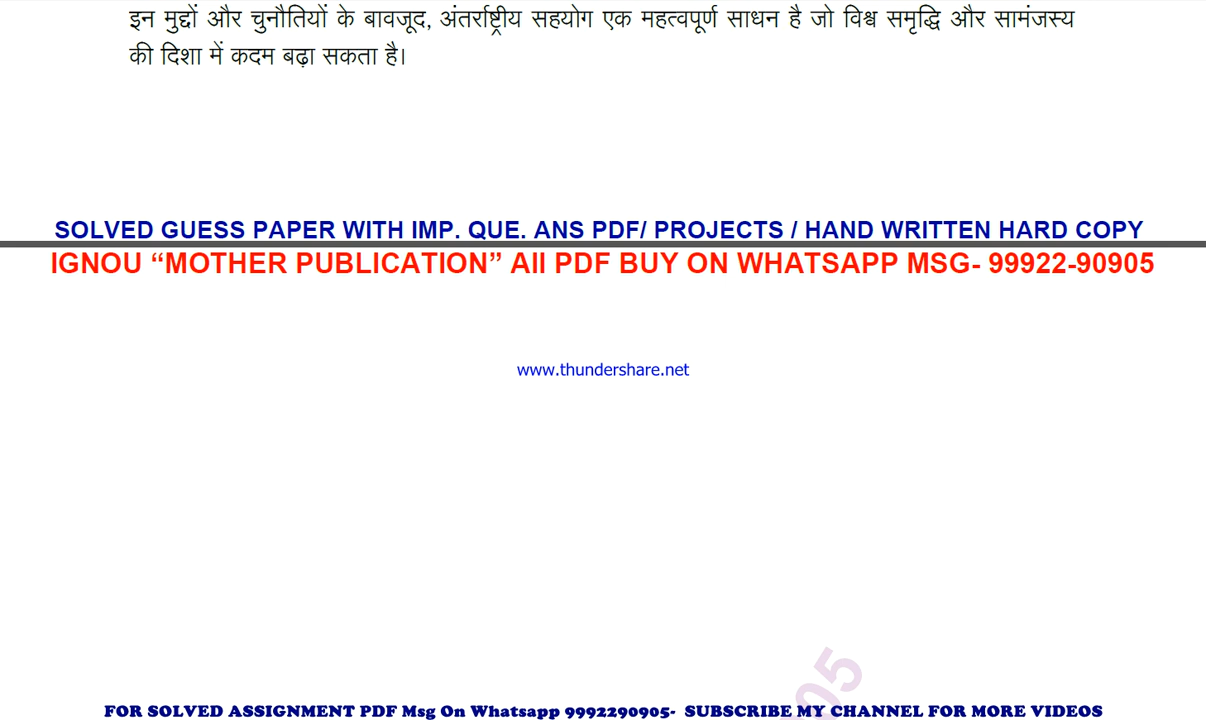 इन मुद्दों और चुनौतियों के बावजूद, अंतर्राष्ट्रीय सहयोग एक महत्वपूर्ण साधन है जो विश्व समृद्धि और सामंजस्य
की दिशा में कदम बढ़ा सकता है।
SOLVED GUESS PAPER WITH IMP. QUE. ANS PDF/ PROJECTS / HAND WRITTEN HARD COPY
IGNOU “MOTHER PUBLICATION” All PDF BUY ON WHATSAPP MSG- 99922-90905
www.thundershare.net
05
FOR SOLVED ASSIGNMENT PDF Msg On Whatsapp 9992290905- SUBSCRIBE MY CHANNEL FOR MORE VIDEOS